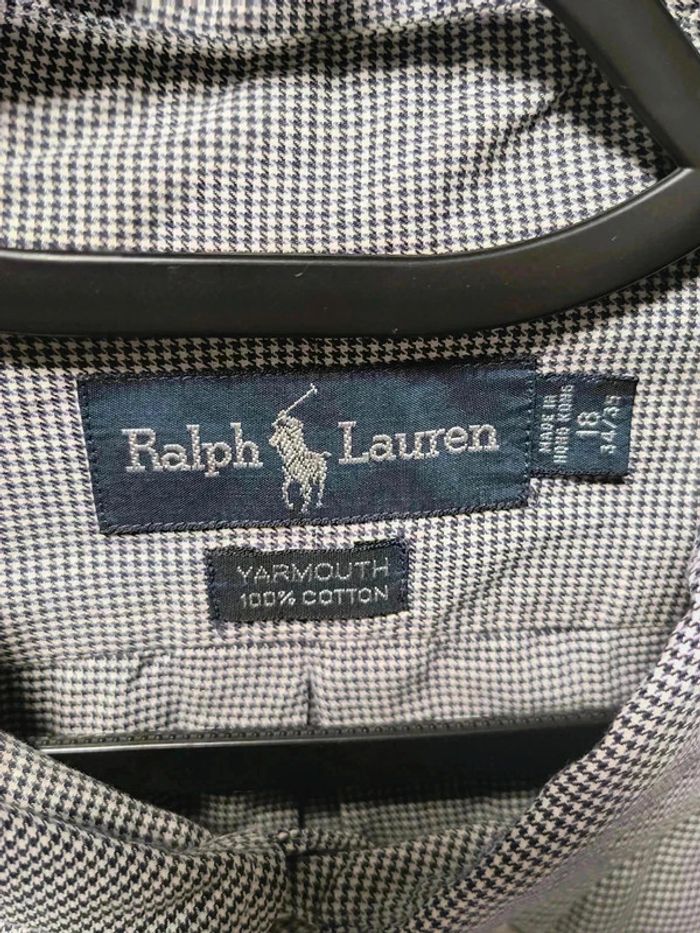 Ralph Lauren
MADE IN
HONG KONG
18
34/35
YARMOUTH
100% COTTON